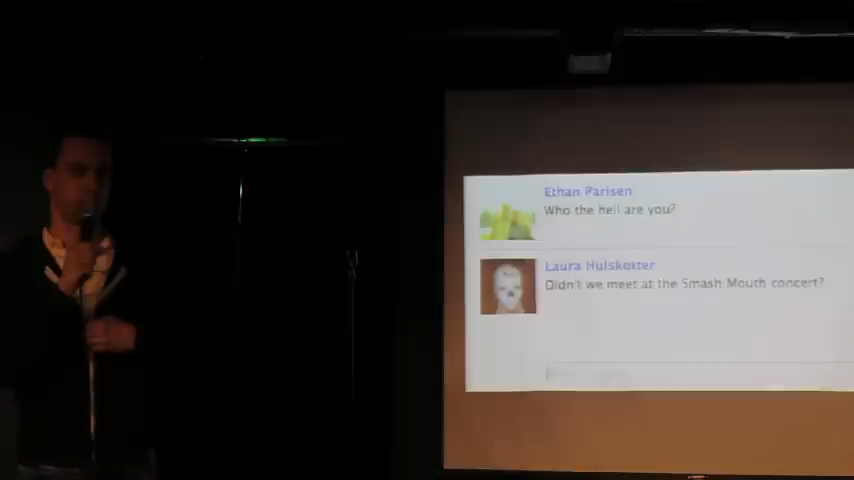 Ethan Parisen
Who the hell are you?
Laura Hulskotter
Didn't we meet at the Smash Mouth concert?